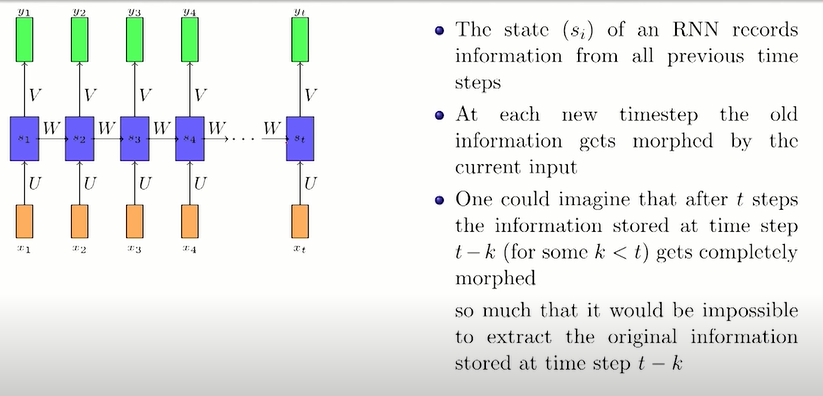 y1 y2 y3 y4 yt
V V V V V
W W W W ... W
s1 s2 s3 s4 st
U U U U U
x1 x2 x3 x4 xt
• The state (si) of an RNN records
information from all previous time
steps
• At each new timestep the old
information gets morphed by the
current input
• One could imagine that after t steps
the information stored at time step
t − k (for some k < t) gets completely
morphed
so much that it would be impossible
to extract the original information
stored at time step t − k